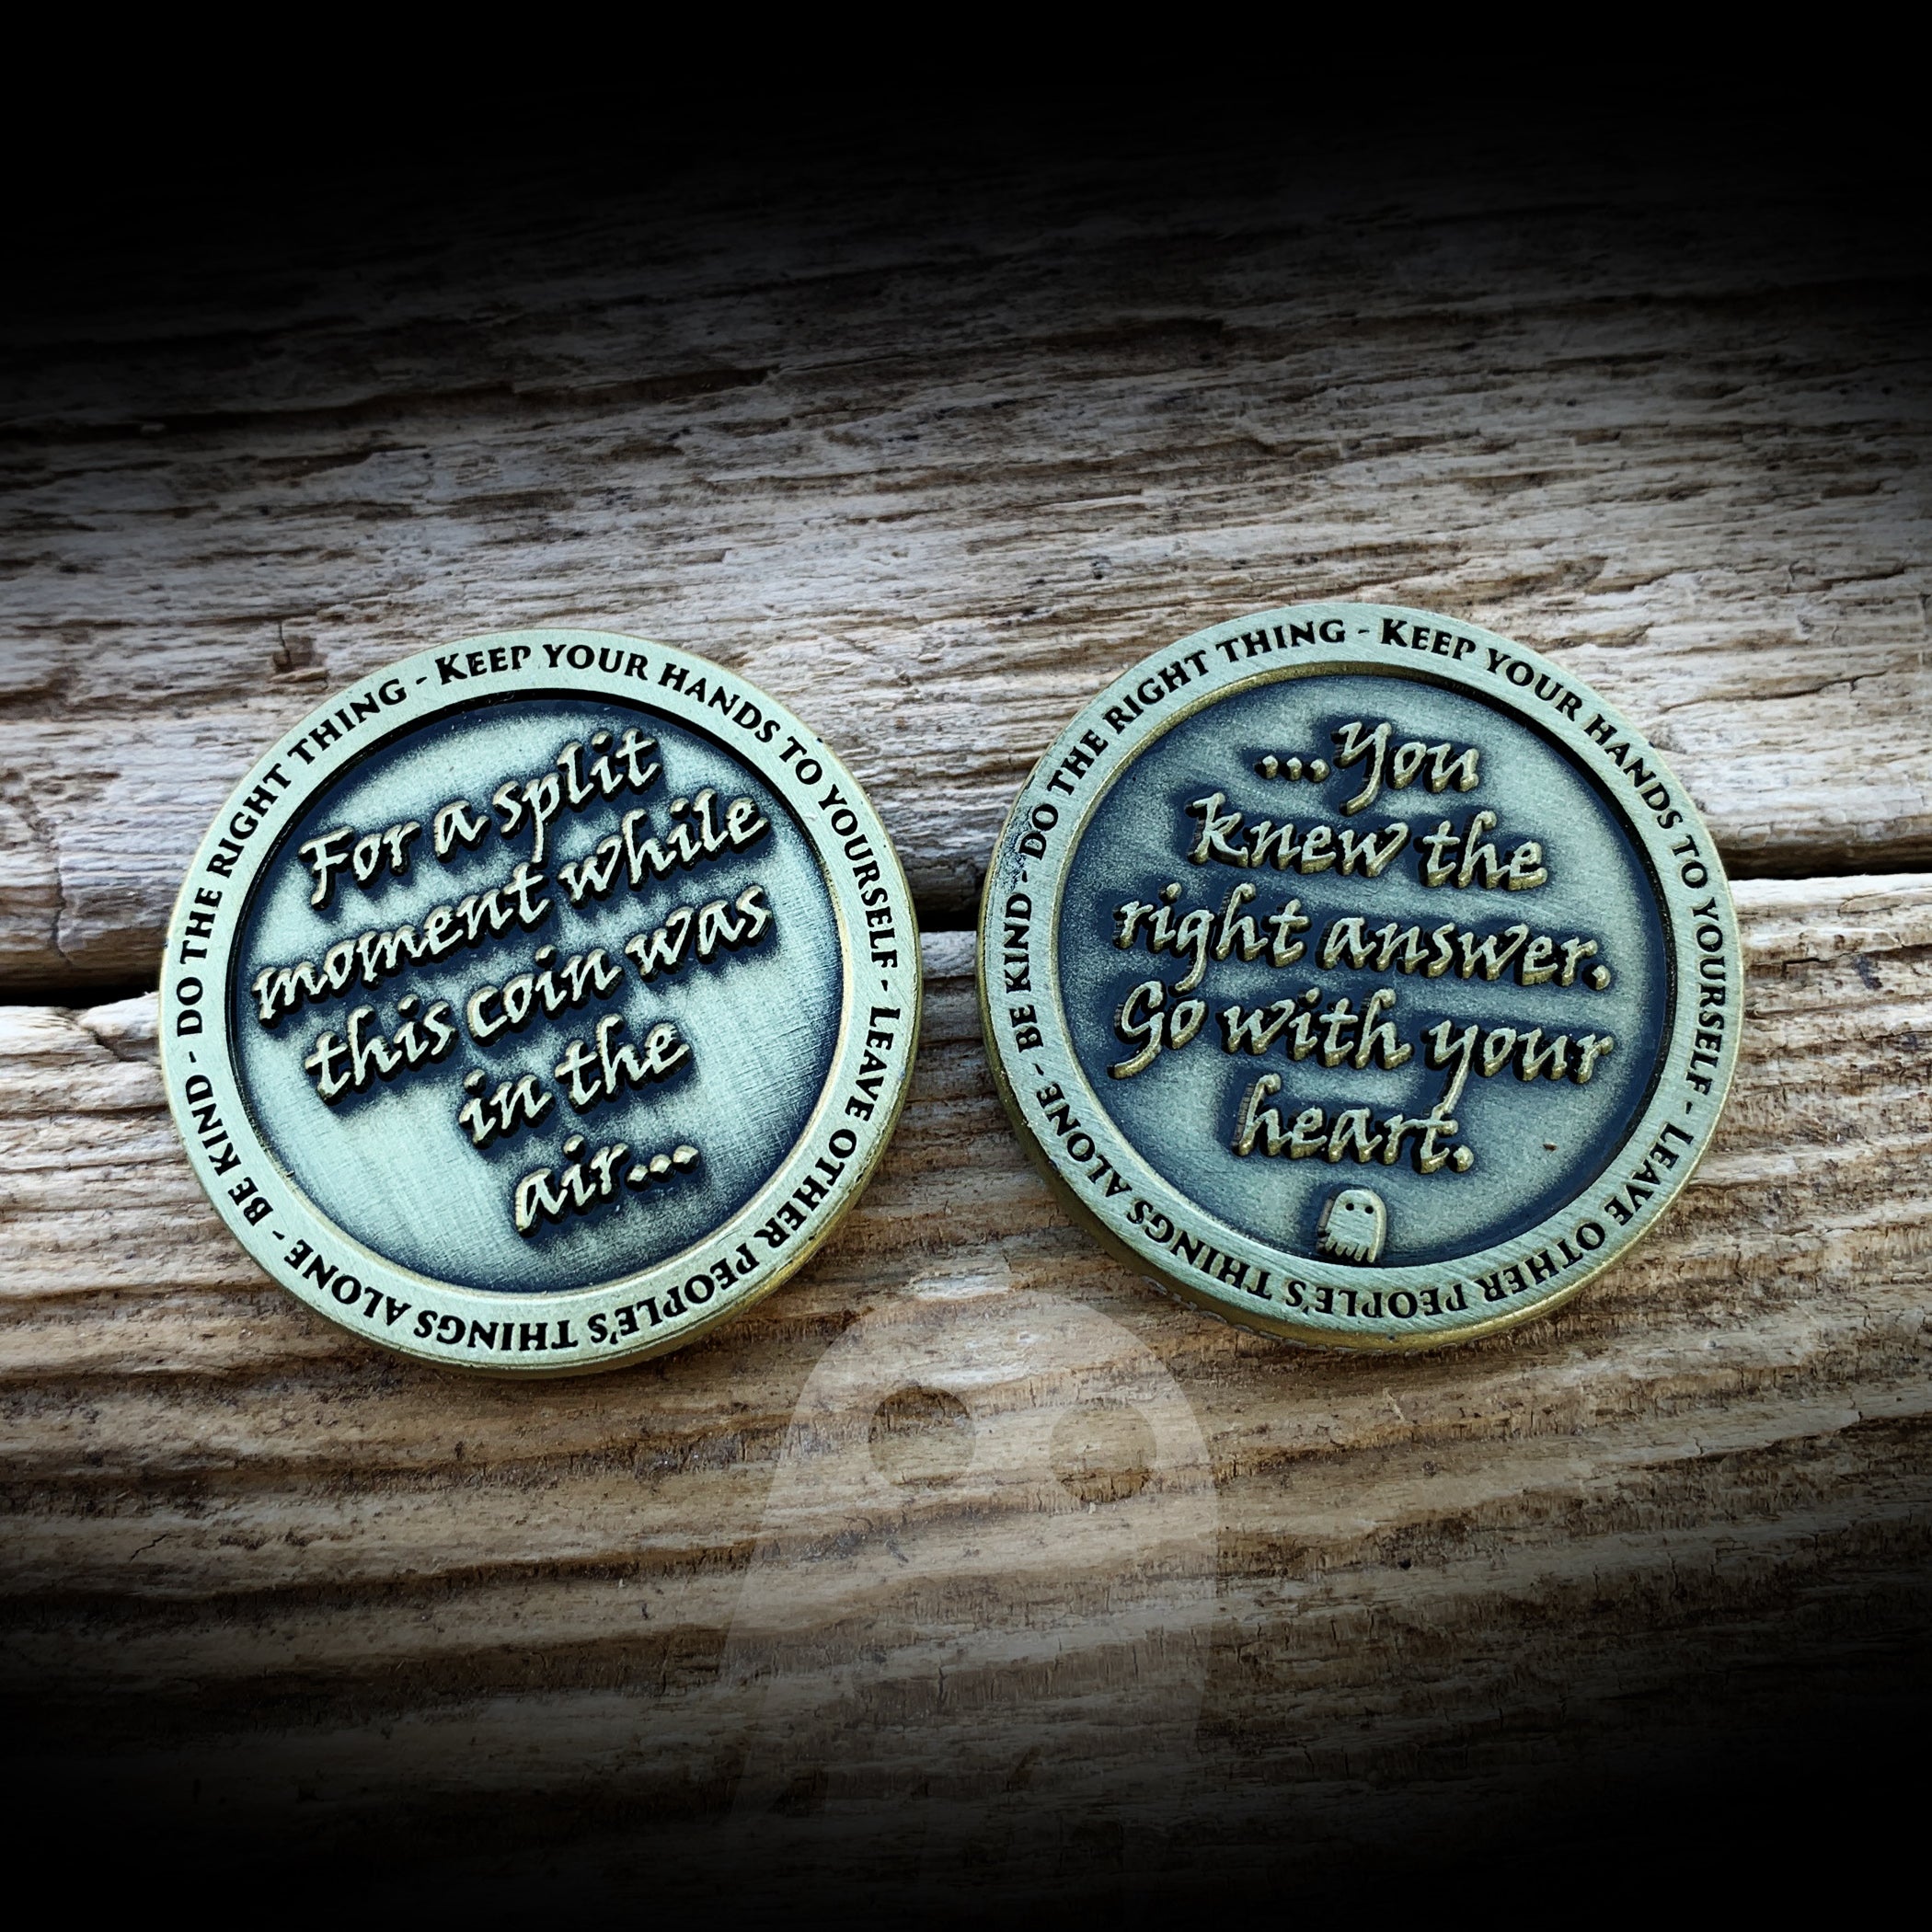 KEEP YOUR HANDS TO YOURSELF - LEAVE OTHER PEOPLE'S THINGS ALONE - BE KIND - DO THE RIGHT THING -
For a split
moment while
this coin was
in the
air...
KEEP YOUR HANDS TO YOURSELF - LEAVE OTHER PEOPLE'S THINGS ALONE - BE KIND - DO THE RIGHT THING -
...You
knew the
right answer.
Go with your
heart.